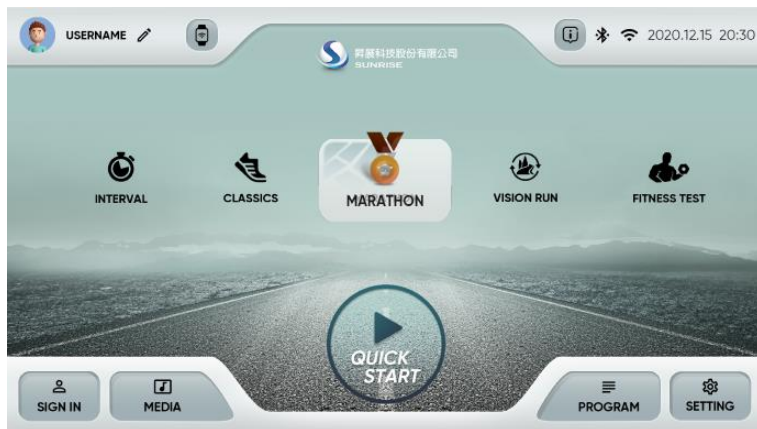 USERNAME
2020.12.15 20:30
昇展科技股份有限公司
SUNRISE
INTERVAL
CLASSICS
MARATHON
VISION RUN
FITNESS TEST
QUICK
START
SIGN IN
MEDIA
PROGRAM
SETTING